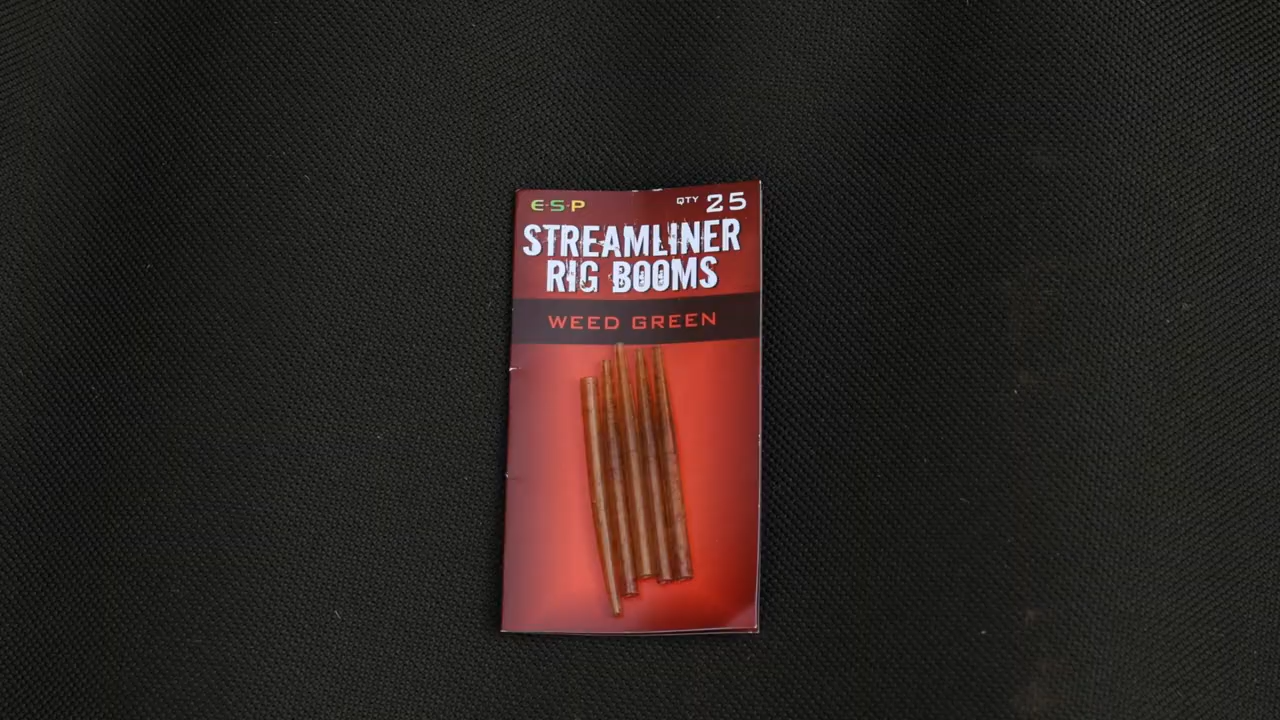 E·S·P
QTY 25
STREAMLINER
RIG BOOMS
WEED GREEN